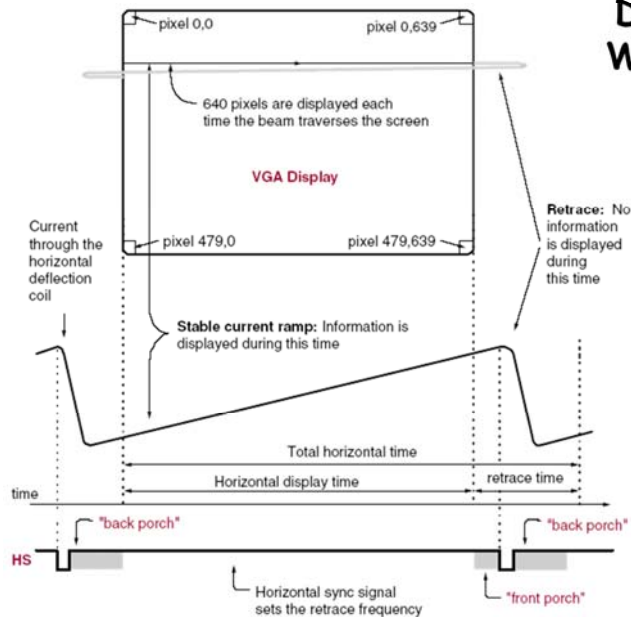 pixel 0,0
pixel 0,639
640 pixels are displayed each
time the beam traverses the screen
VGA Display
Current
through the
horizontal
deflection
coil
pixel 479,0
pixel 479,639
Retrace: No
information
is displayed
during
this time
Stable current ramp: Information is
displayed during this time
Total horizontal time
Horizontal display time
retrace time
time
"back porch"
"back porch"
HS
Horizontal sync signal
sets the retrace frequency
"front porch"